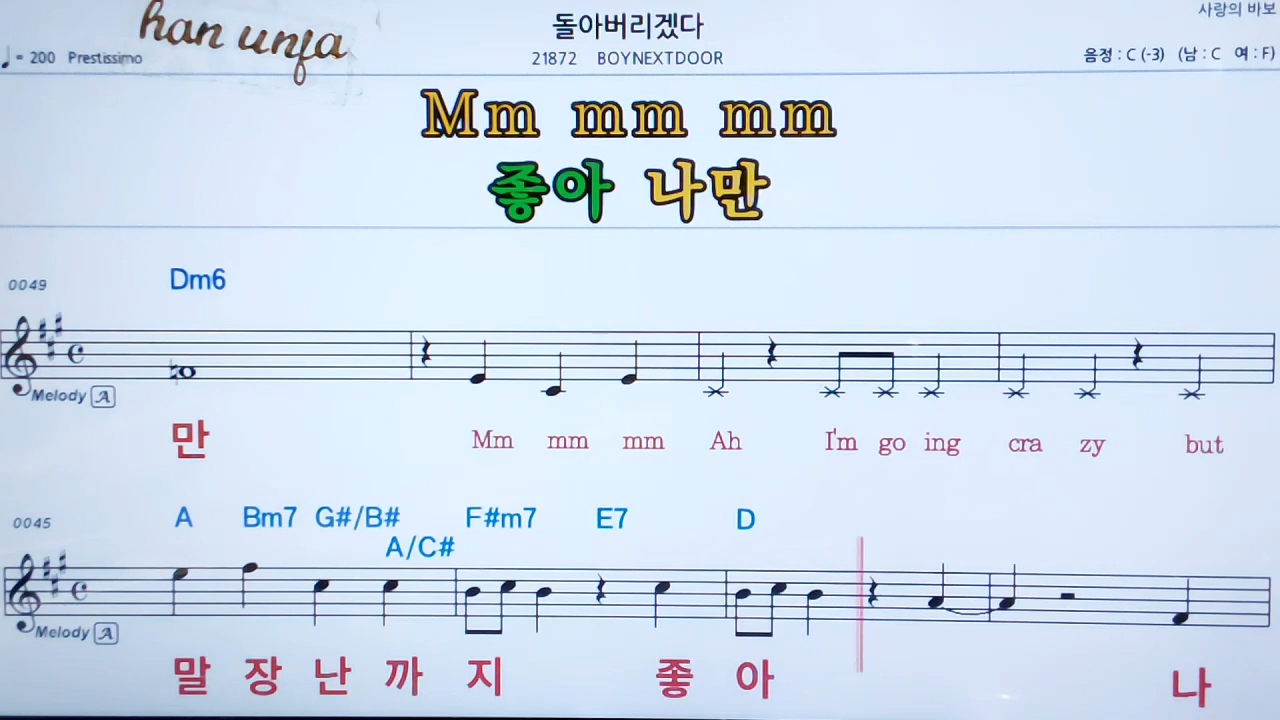 han unja
돌아버리겠다
사랑의 바보
♩= 200 Prestissimo
21872 BOYNEXTDOOR
음정 : C (-3) (남 : C 여 : F)
Mm mm mm
좋아 나만
0049 Dm6
Melody A
만 Mm mm mm Ah I'm go ing cra zy but
0045 A Bm7 G#/B# F#m7 E7 D
A/C#
Melody A
말 장 난 까 지 좋 아 나